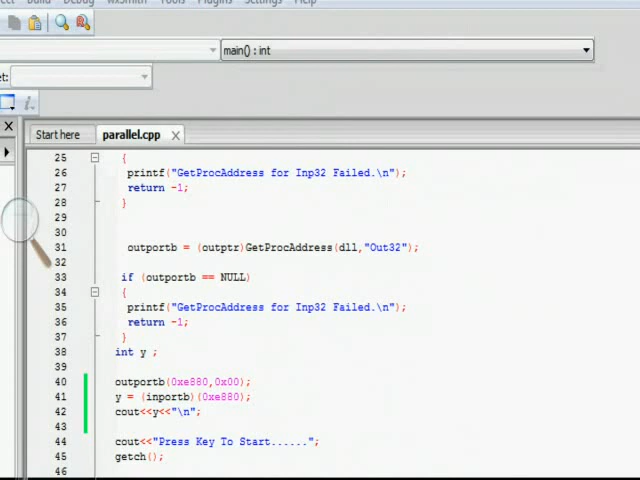 Build Debug wxSmith Tools Plugins Settings Help
main() : int
Start here parallel.cpp
25 {
26 printf("GetProcAddress for Inp32 Failed.\n");
27 return -1;
28 }
29
30
31 outportb = (outptr)GetProcAddress(dll,"Out32");
32
33 if (outportb == NULL)
34 {
35 printf("GetProcAddress for Inp32 Failed.\n");
36 return -1;
37 }
38 int y ;
39
40 outportb(0xe880,0x00);
41 y = (inportb)(0xe880);
42 cout<<y<<"\n";
43
44 cout<<"Press Key To Start......";
45 getch();
46